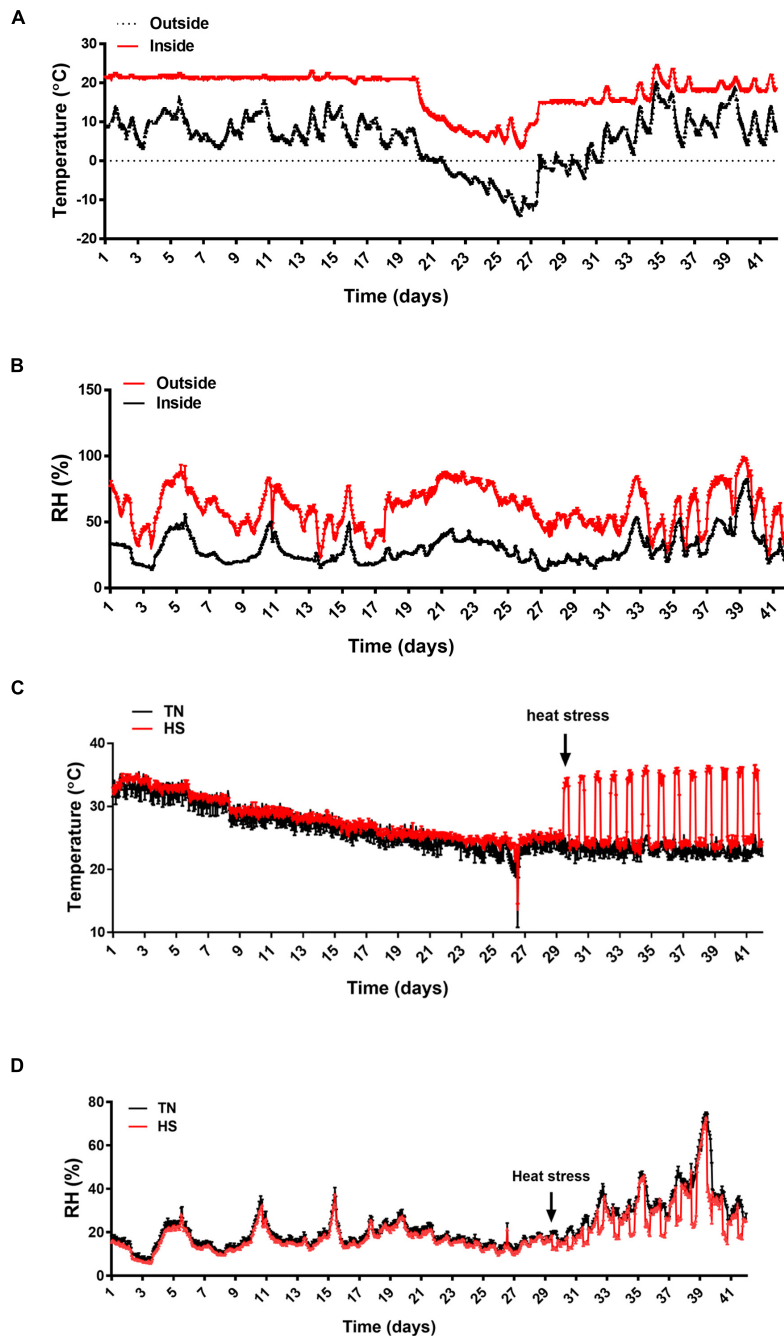 A
Outside
Inside
Temperature (°C)
30
20
10
0
-10
-20
1 3 5 7 9 11 13 15 17 19 21 23 25 27 29 31 33 35 37 39 41
Time (days)
B
Outside
Inside
RH (%)
150
100
50
0
1 3 5 7 9 11 13 15 17 19 21 23 25 27 29 31 33 35 37 39 41
Time (days)
C
TN
HS
heat stress
Temperature (°C)
40
30
20
10
1 3 5 7 9 11 13 15 17 19 21 23 25 27 29 31 33 35 37 39 41
Time (days)
D
TN
HS
Heat stress
RH (%)
80
60
40
20
0
1 3 5 7 9 11 13 15 17 19 21 23 25 27 29 31 33 35 37 39 41
Time (days)